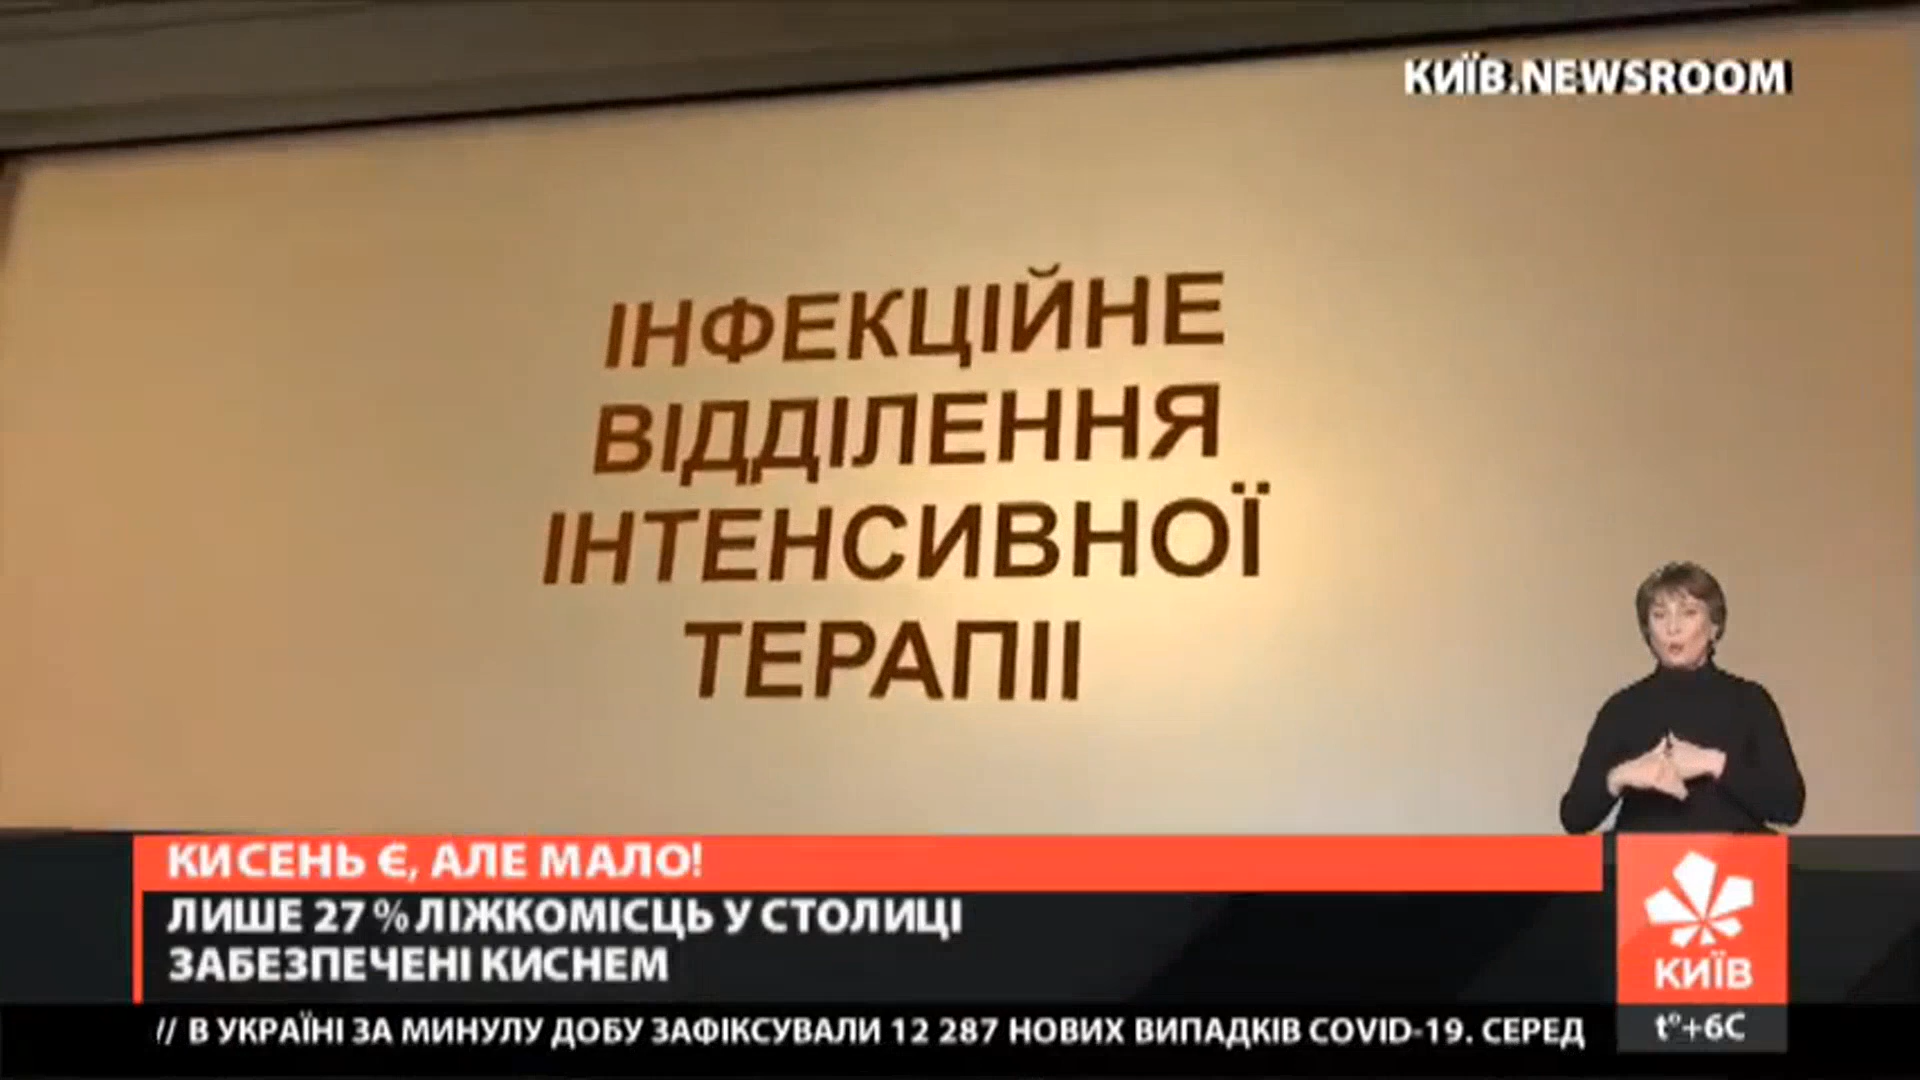 КИЇВ.NEWSROOM
ІНФЕКЦІЙНЕ
ВІДДІЛЕННЯ
ІНТЕНСИВНОЇ
ТЕРАПІІ
КИСЕНЬ Є, АЛЕ МАЛО!
ЛИШЕ 27 % ЛІЖКОМІСЦЬ У СТОЛИЦІ
ЗАБЕЗПЕЧЕНІ КИСНЕМ
КИЇВ
// В УКРАЇНІ ЗА МИНУЛУ ДОБУ ЗАФІКСУВАЛИ 12 287 НОВИХ ВИПАДКІВ COVID-19. СЕРЕД
t°+6C